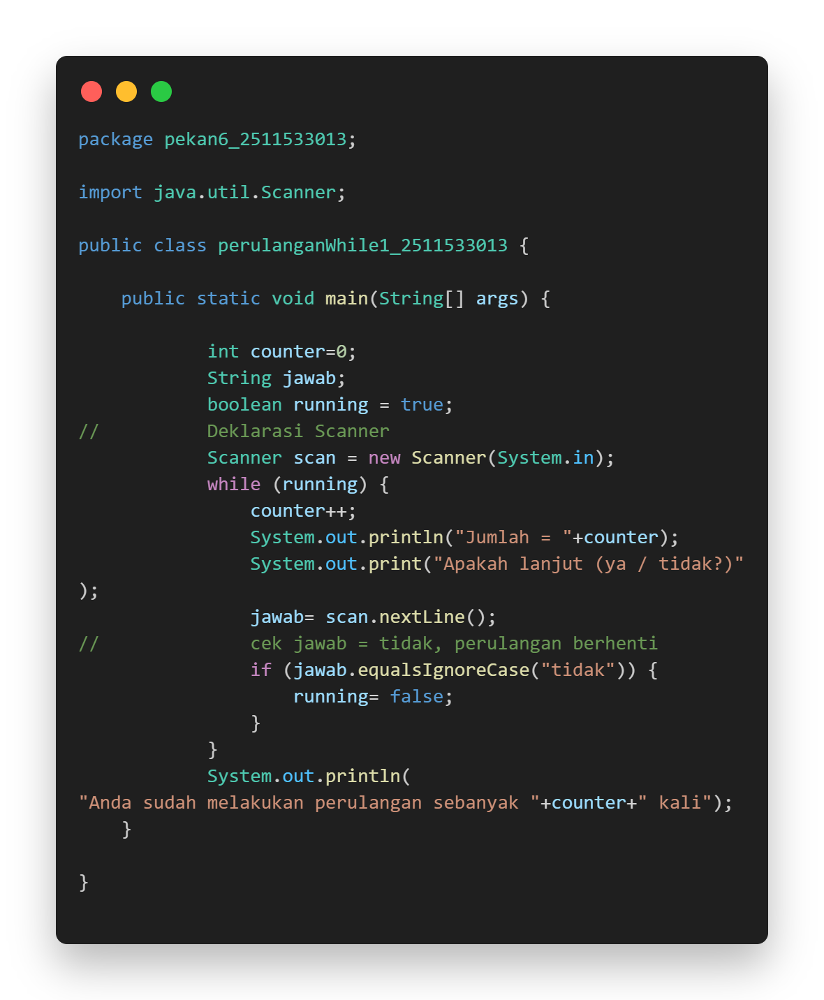 package pekan6_2511533013;

import java.util.Scanner;

public class perulanganWhile1_2511533013 {

    public static void main(String[] args) {

            int counter=0;
            String jawab;
            boolean running = true;
//          Deklarasi Scanner
            Scanner scan = new Scanner(System.in);
            while (running) {
                counter++;
                System.out.println("Jumlah = "+counter);
                System.out.print("Apakah lanjut (ya / tidak?)"
);
                jawab= scan.nextLine();
//              cek jawab = tidak, perulangan berhenti
                if (jawab.equalsIgnoreCase("tidak")) {
                    running= false;
                }
            }
            System.out.println(
"Anda sudah melakukan perulangan sebanyak "+counter+" kali");
    }

}